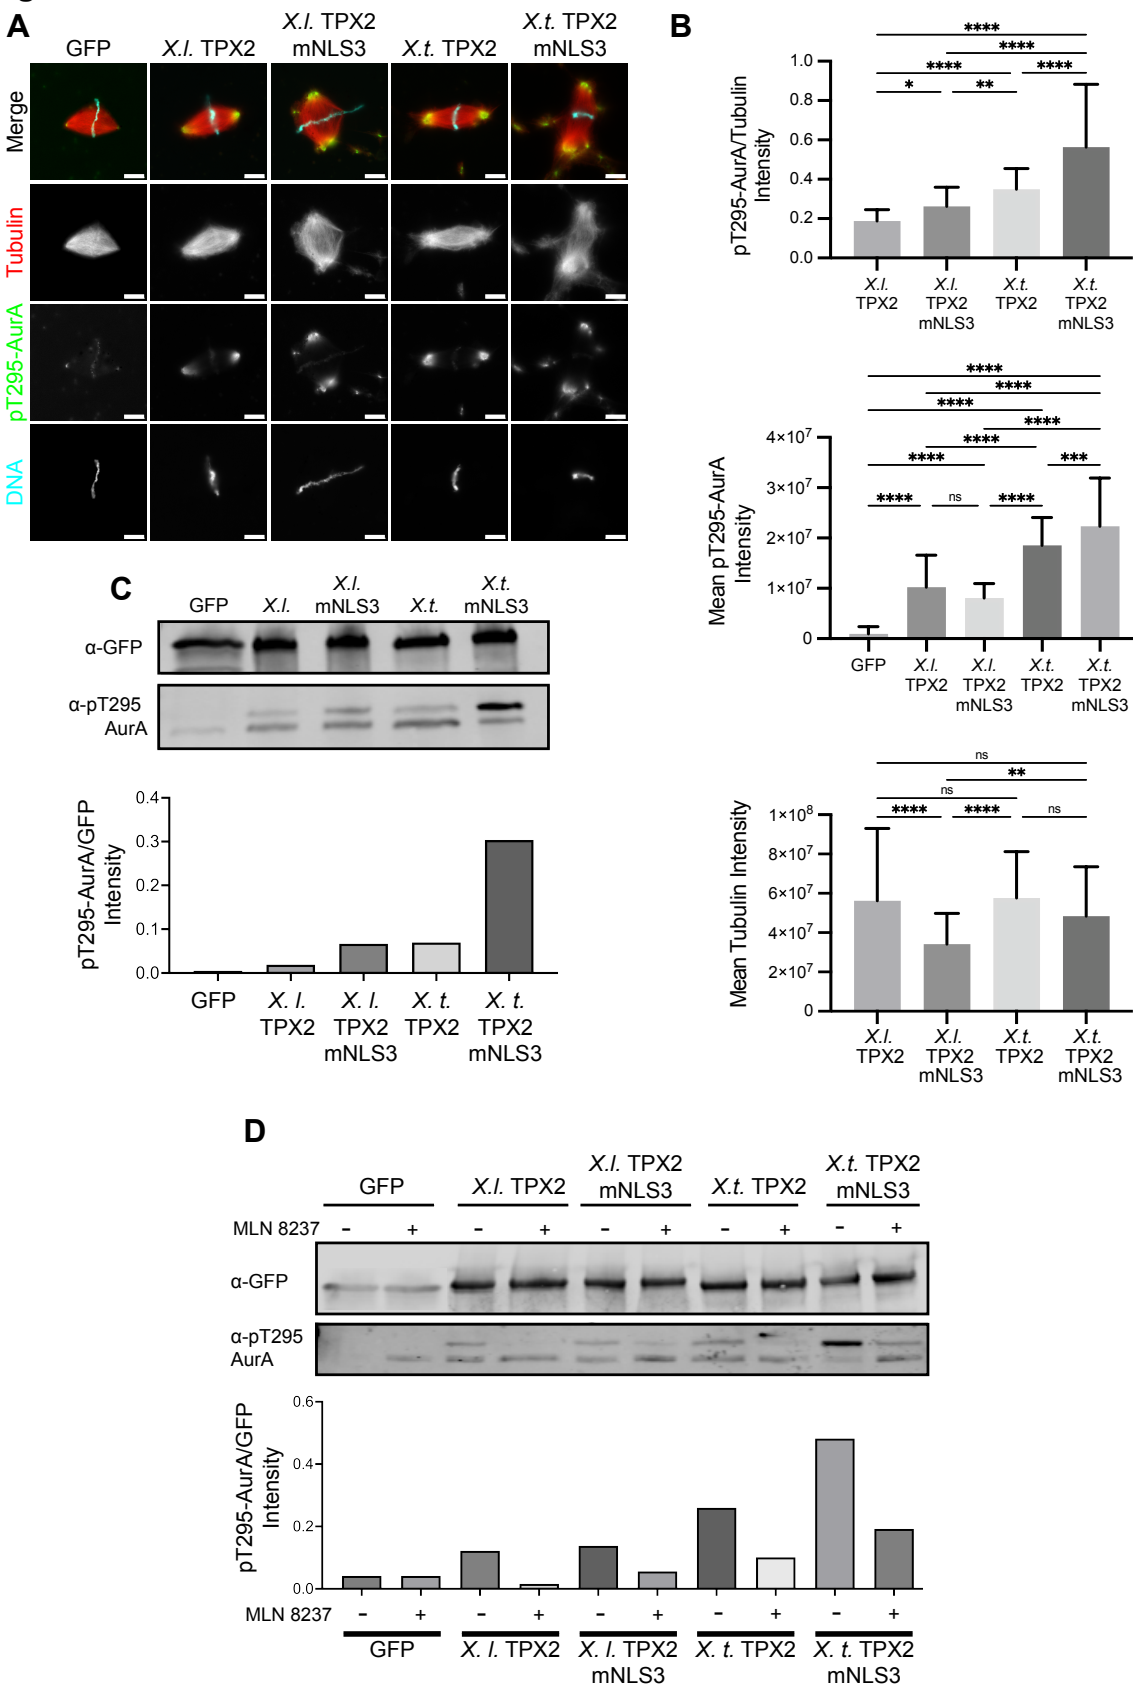 A
GFP
X.l. TPX2
X.l. TPX2
mNLS3
X.t. TPX2
X.t. TPX2
mNLS3
Merge
Tubulin
pT295-AurA
DNA
B
pT295-AurA/Tubulin
Intensity
**** 
****
**** ****
* **
1.0
0.8
0.6
0.4
0.2
0.0
X.l.
TPX2
X.l.
TPX2
mNLS3
X.t.
TPX2
X.t.
TPX2
mNLS3
Mean pT295-AurA
Intensity
****
****
****
****
****
**** ***
**** ns ****
4×10⁷
3×10⁷
2×10⁷
1×10⁷
0
GFP
X.l.
TPX2
X.l.
TPX2
mNLS3
X.t.
TPX2
X.t.
TPX2
mNLS3
Mean Tubulin Intensity
ns
**
ns
**** **** ns
1×10⁸
8×10⁷
6×10⁷
4×10⁷
2×10⁷
0
X.l.
TPX2
X.l.
TPX2
mNLS3
X.t.
TPX2
X.t.
TPX2
mNLS3
C
GFP
X.l.
X.l.
mNLS3
X.t.
X.t.
mNLS3
α-GFP
α-pT295
AurA
pT295-AurA/GFP
Intensity
0.4
0.3
0.2
0.1
0.0
GFP
X. l.
TPX2
X. l.
TPX2
mNLS3
X. t.
TPX2
X. t.
TPX2
mNLS3
D
GFP
X.l. TPX2
X.l. TPX2
mNLS3
X.t. TPX2
X.t. TPX2
mNLS3
MLN 8237 - + - + - + - + - +
α-GFP
α-pT295
AurA
pT295-AurA/GFP
Intensity
0.6
0.4
0.2
0.0
MLN 8237 - + - + - + - + - +
GFP
X. l. TPX2
X. l. TPX2
mNLS3
X. t. TPX2
X. t. TPX2
mNLS3